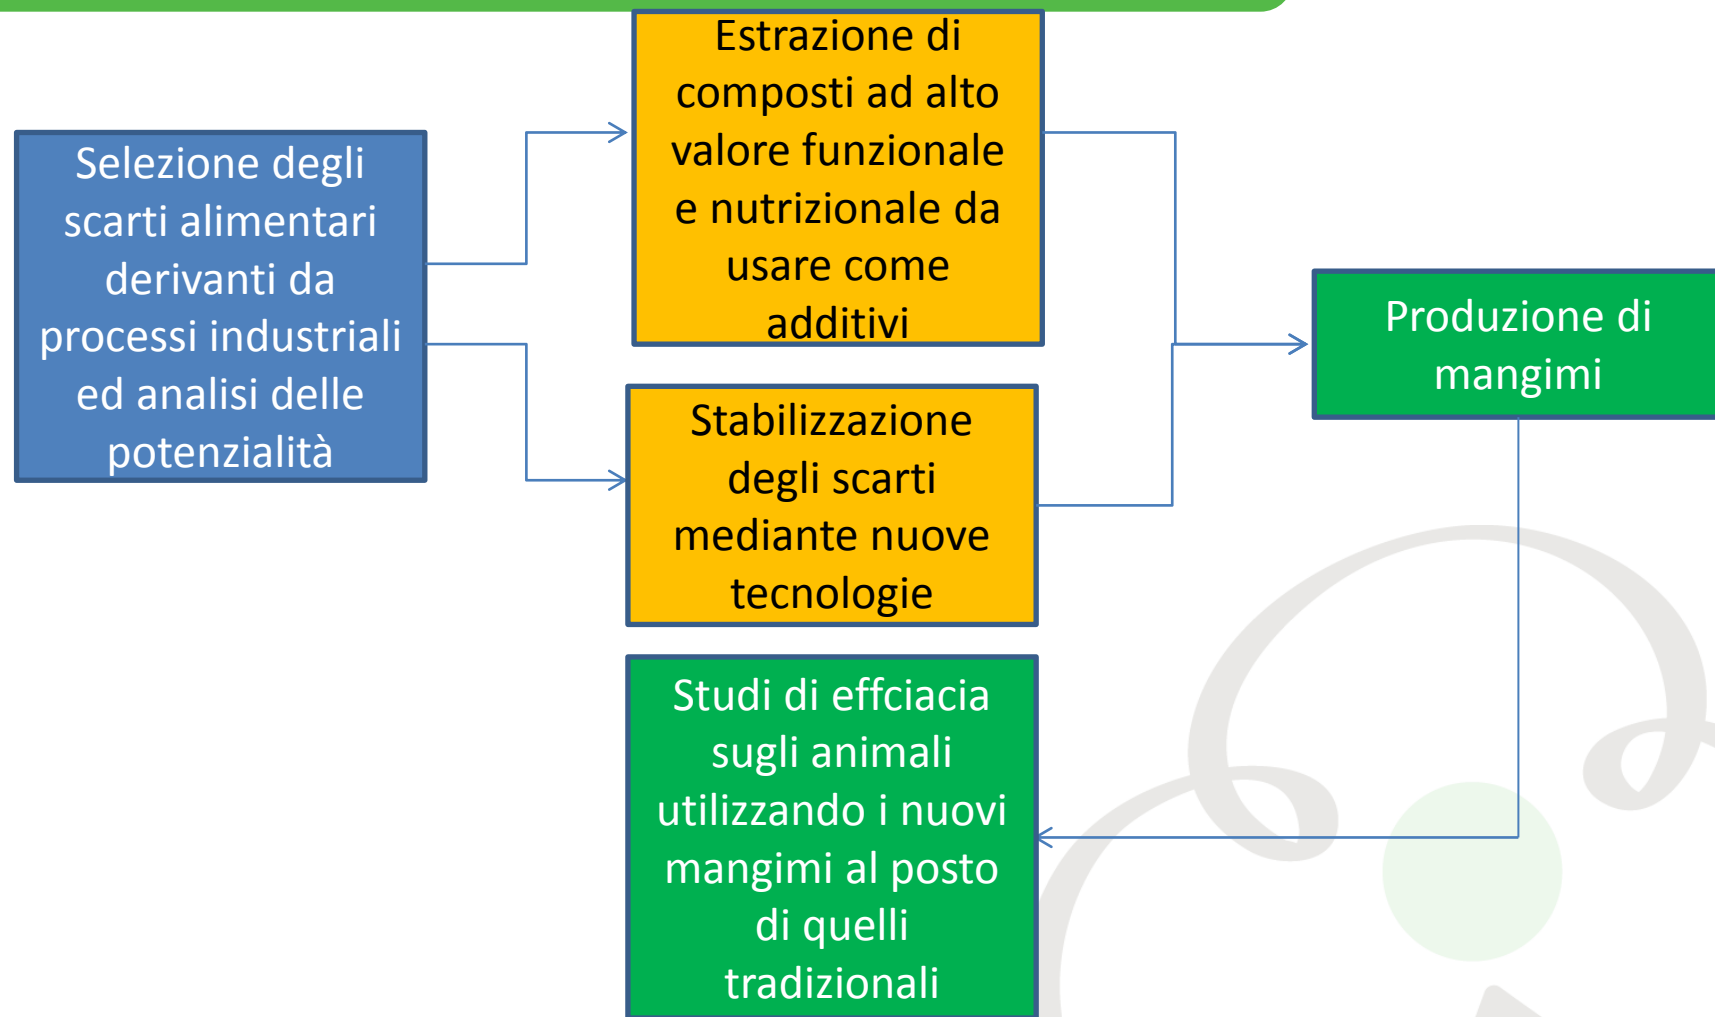 Selezione degli
scarti alimentari
derivanti da
processi industriali
ed analisi delle
potenzialità
Estrazione di
composti ad alto
valore funzionale
e nutrizionale da
usare come
additivi
Stabilizzazione
degli scarti
mediante nuove
tecnologie
Produzione di
mangimi
Studi di effciacia
sugli animali
utilizzando i nuovi
mangimi al posto
di quelli
tradizionali